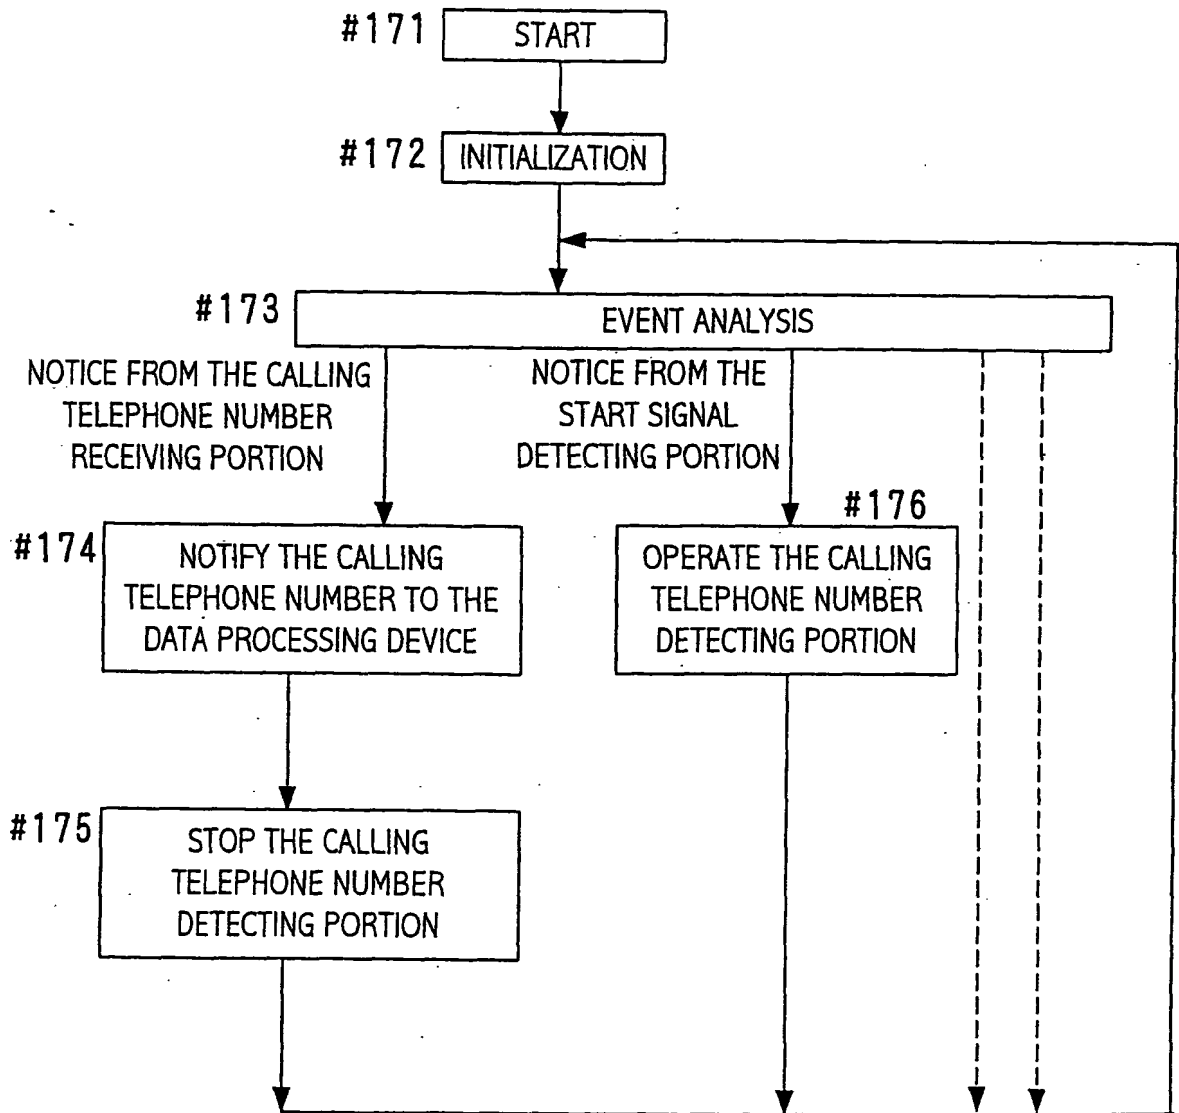 #171
START
#172
INITIALIZATION
#173
EVENT ANALYSIS
NOTICE FROM THE CALLING
TELEPHONE NUMBER
RECEIVING PORTION
NOTICE FROM THE
START SIGNAL
DETECTING PORTION
#174
NOTIFY THE CALLING
TELEPHONE NUMBER TO THE
DATA PROCESSING DEVICE
#176
OPERATE THE CALLING
TELEPHONE NUMBER
DETECTING PORTION
#175
STOP THE CALLING
TELEPHONE NUMBER
DETECTING PORTION